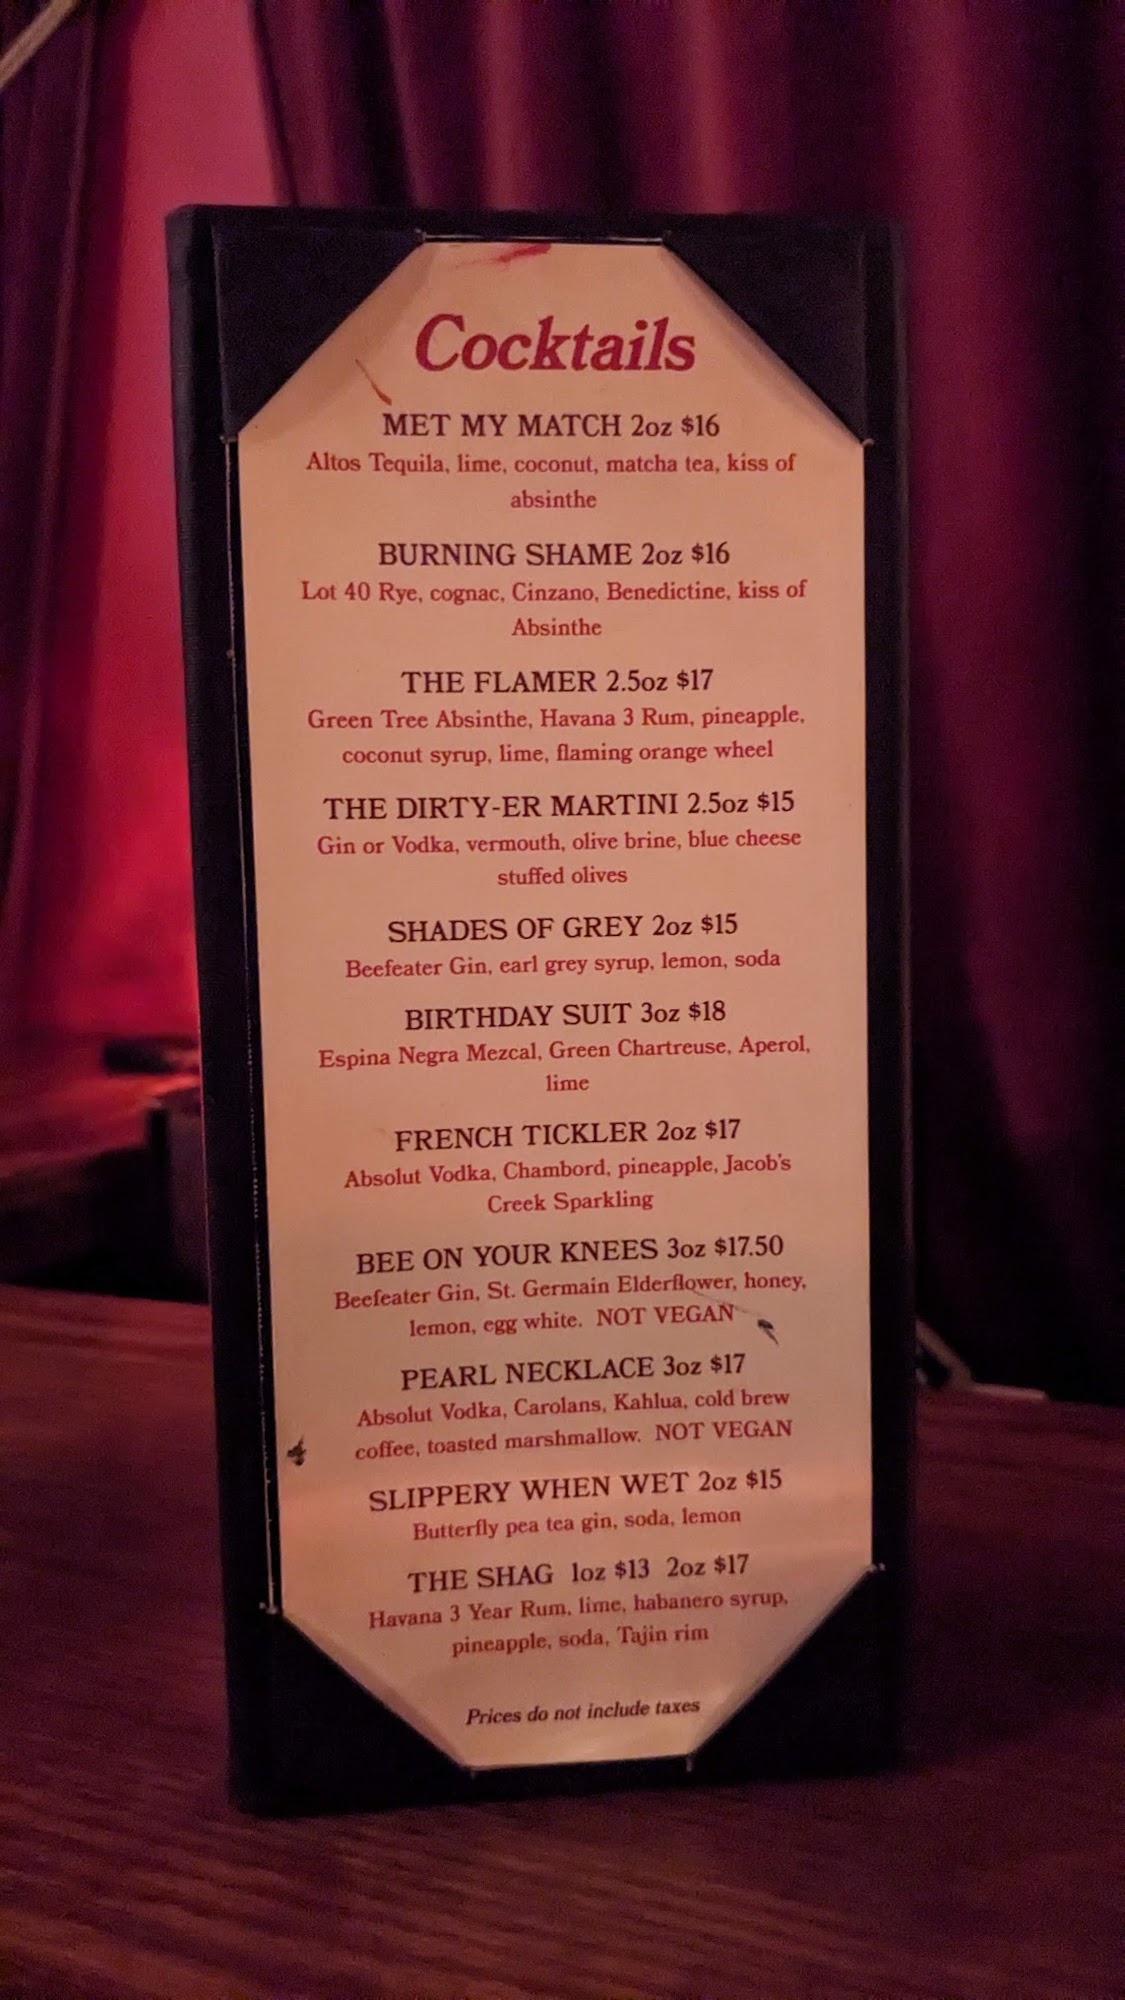 Cocktails
MET MY MATCH 2oz $16
Altos Tequila, lime, coconut, matcha tea, kiss of
absinthe
BURNING SHAME 2oz $16
Lot 40 Rye, cognac, Cinzano, Benedictine, kiss of
Absinthe
THE FLAMER 2.5oz $17
Green Tree Absinthe, Havana 3 Rum, pineapple,
coconut syrup, lime, flaming orange wheel
THE DIRTY-ER MARTINI 2.5oz $15
Gin or Vodka, vermouth, olive brine, blue cheese
stuffed olives
SHADES OF GREY 2oz $15
Beefeater Gin, earl grey syrup, lemon, soda
BIRTHDAY SUIT 3oz $18
Espina Negra Mezcal, Green Chartreuse, Aperol,
lime
FRENCH TICKLER 2oz $17
Absolut Vodka, Chambord, pineapple, Jacob's
Creek Sparkling
BEE ON YOUR KNEES 3oz $17.50
Beefeater Gin, St. Germain Elderflower, honey,
lemon, egg white. NOT VEGAN
PEARL NECKLACE 3oz $17
Absolut Vodka, Carolans, Kahlua, cold brew
coffee, toasted marshmallow. NOT VEGAN
SLIPPERY WHEN WET 2oz $15
Butterfly pea tea gin, soda, lemon
THE SHAG 1oz $13 2oz $17
Havana 3 Year Rum, lime, habanero syrup,
pineapple, soda, Tajin rim
Prices do not include taxes